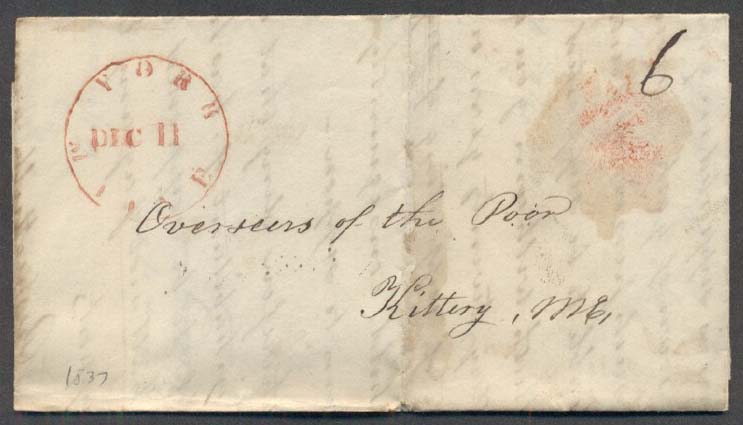 YORK
DEC 11
6
Overseers of the Poor
Kittery, ME,
1837